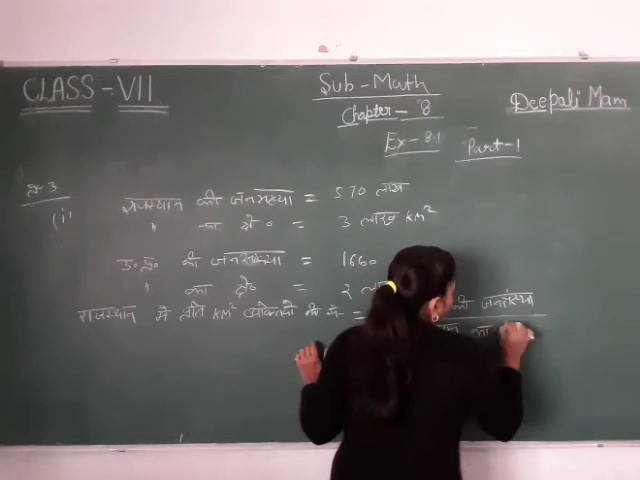 CLASS - VII
Sub - Math
Chapter - 8
Deepali Mam
Ex - 8.1
Part - 1
प्र० 3
(i) राजस्थान की जनसंख्या = 570 लाख
" का क्षे० = 3 लाख KM²
उ.प्र. की जनसंख्या = 1660
" का क्षे० = 2 लाख
राजस्थान में प्रति KM² व्यक्तियों की सं० =
की जनसंख्या
का